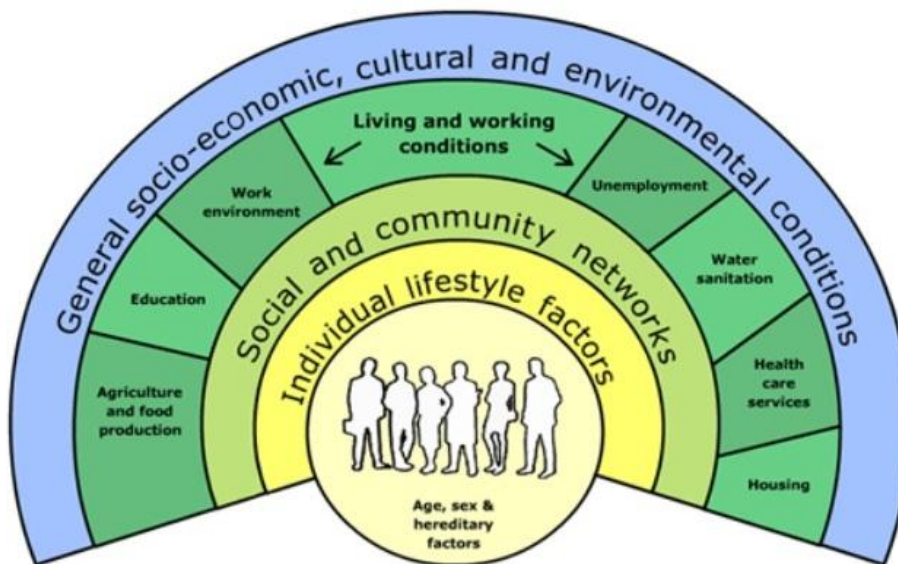 General socio-economic, cultural and environmental conditions
Living and working
conditions
Work
environment
Unemployment
Education
Water
sanitation
Agriculture
and food
production
Health
care
services
Housing
Social and community networks
Individual lifestyle factors
Age, sex &
hereditary
factors